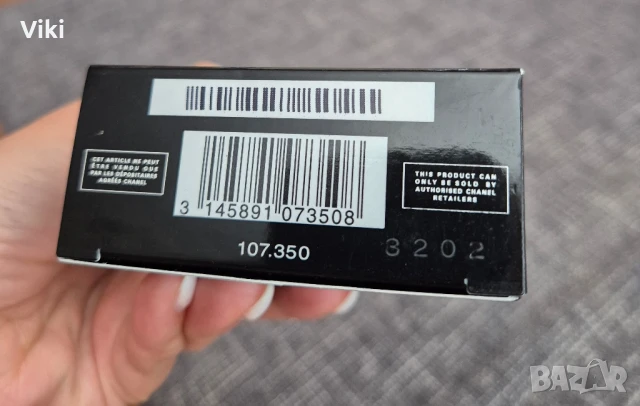 Viki
CET ARTICLE NE PEUT
ÊTRE VENDU QUE
PAR LES DÉPOSITAIRES
AGRÉÉS CHANEL
THIS PRODUCT CAN
ONLY BE SOLD BY
AUTHORISED CHANEL
RETAILERS
3 145891 073508
107.350
3202
BAZAR